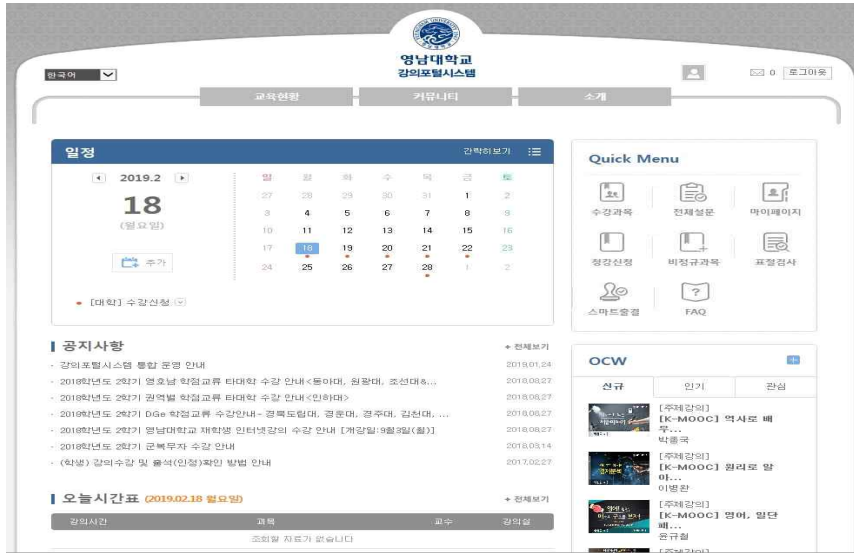 영남대학교
강의포털시스템
한국어
0 로그아웃
교육현황 커뮤니티 소개
일정 간략히보기
2019.2
18
(월요일)
추가
일 월 화 수 목 금 토
27 28 29 30 31 1 2
3 4 5 6 7 8 9
10 11 12 13 14 15 16
17 18 19 20 21 22 23
24 25 26 27 28 1 2
[대학] 수강신청
Quick Menu
수강과목 전체설문 마이페이지
청강신청 비정규과목 표절검사
스마트출결 FAQ
공지사항 + 전체보기
· 강의포털시스템 통합 운영 안내 2019.01.24
· 2018학년도 2학기 영호남 학점교류 타대학 수강 안내<동아대, 원광대, 조선대&... 2018.08.27
· 2018학년도 2학기 권역별 학점교류 타대학 수강 안내<인하대> 2018.08.27
· 2018학년도 2학기 DGe 학점교류 수강안내- 경북도립대, 경운대, 경주대, 김천대, ... 2018.08.27
· 2018학년도 2학기 영남대학교 재학생 인터넷강의 수강 안내 [개강일:9월3일(월)] 2018.08.27
· 2018학년도 2학기 군복무자 수강 안내 2018.03.14
· (학생) 강의수강 및 출석(인정)확인 방법 안내 2017.02.27
오늘시간표 (2019.02.18 월요일) + 전체보기
강의시간 과목 교수 강의실
조회할 자료가 없습니다
OCW
신규 인기 관심
[주제강의]
[K-MOOC] 역사로 배
우...
박홍국
[주제강의]
[K-MOOC] 원리로 알
아...
이병완
[주제강의]
[K-MOOC] 영어, 일단
패...
윤규철
[주제강의]